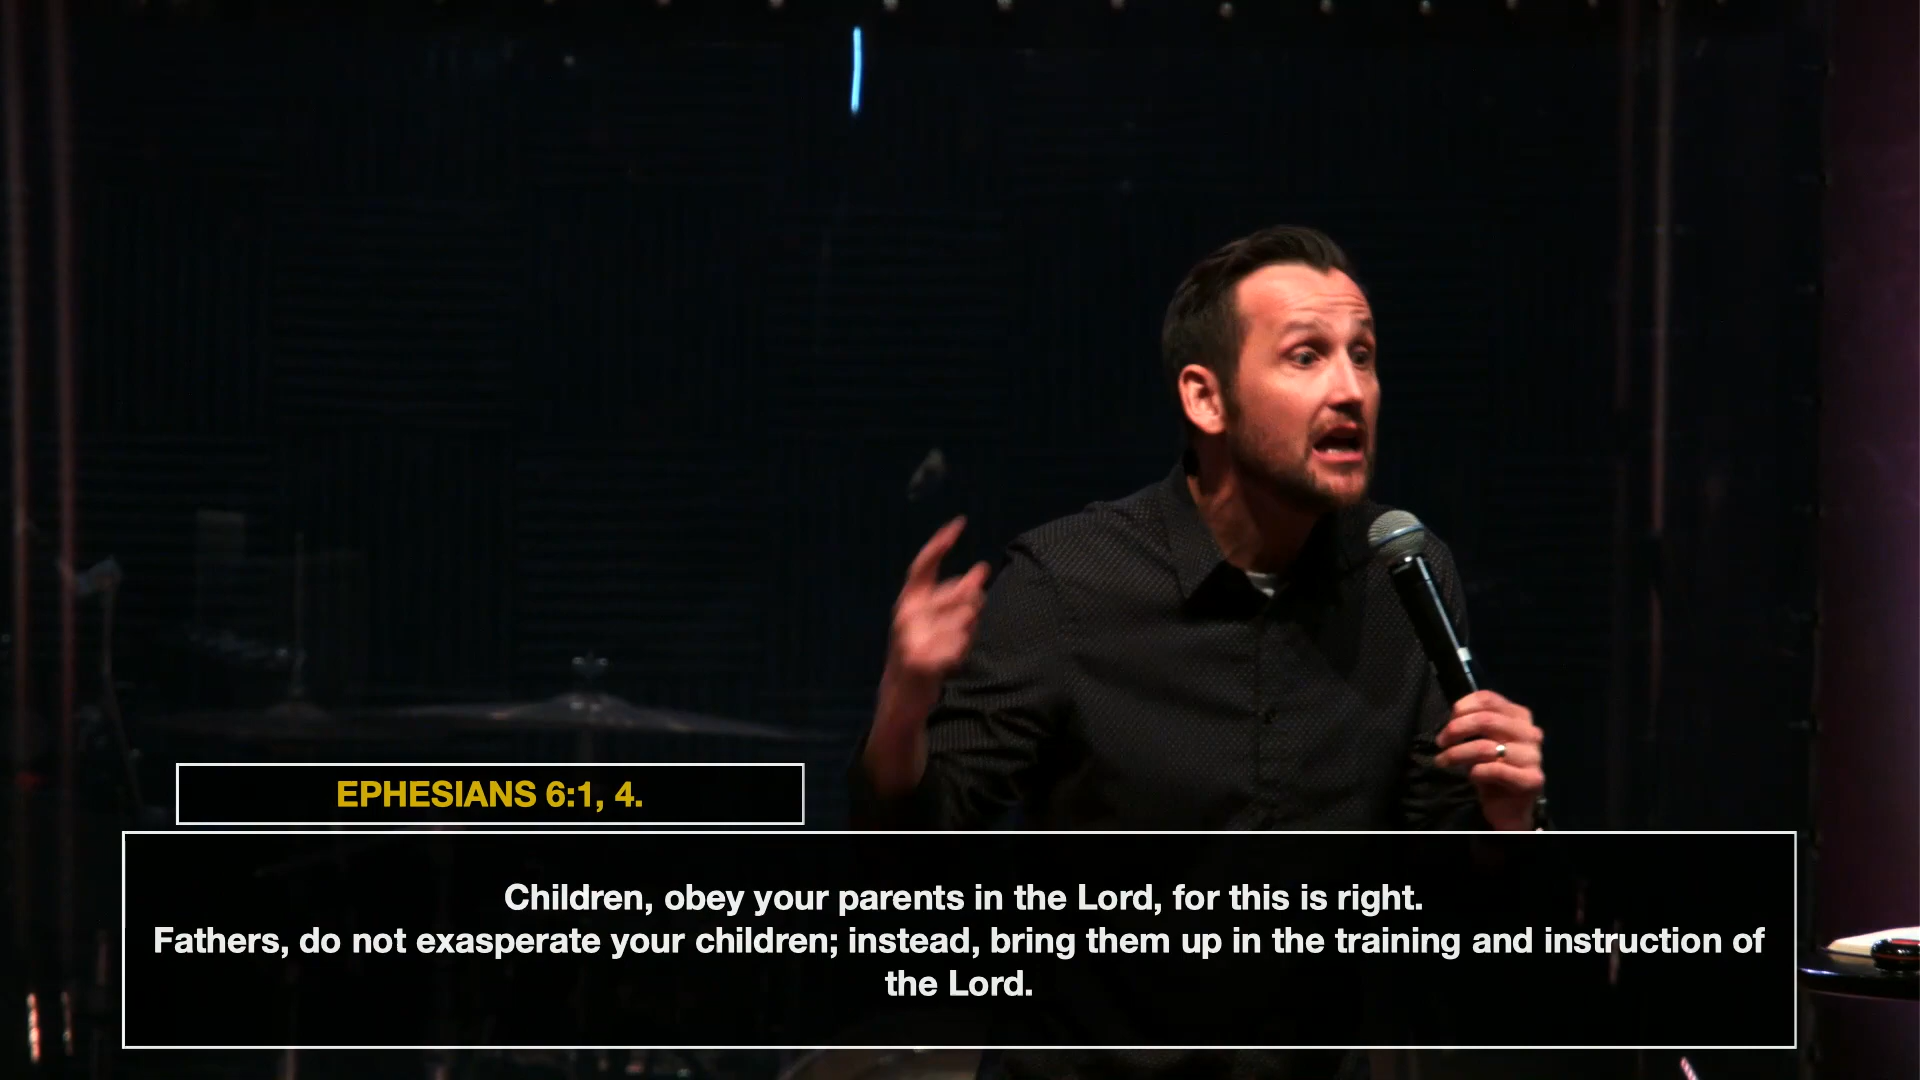 EPHESIANS 6:1, 4.
Children, obey your parents in the Lord, for this is right.
Fathers, do not exasperate your children; instead, bring them up in the training and instruction of
the Lord.